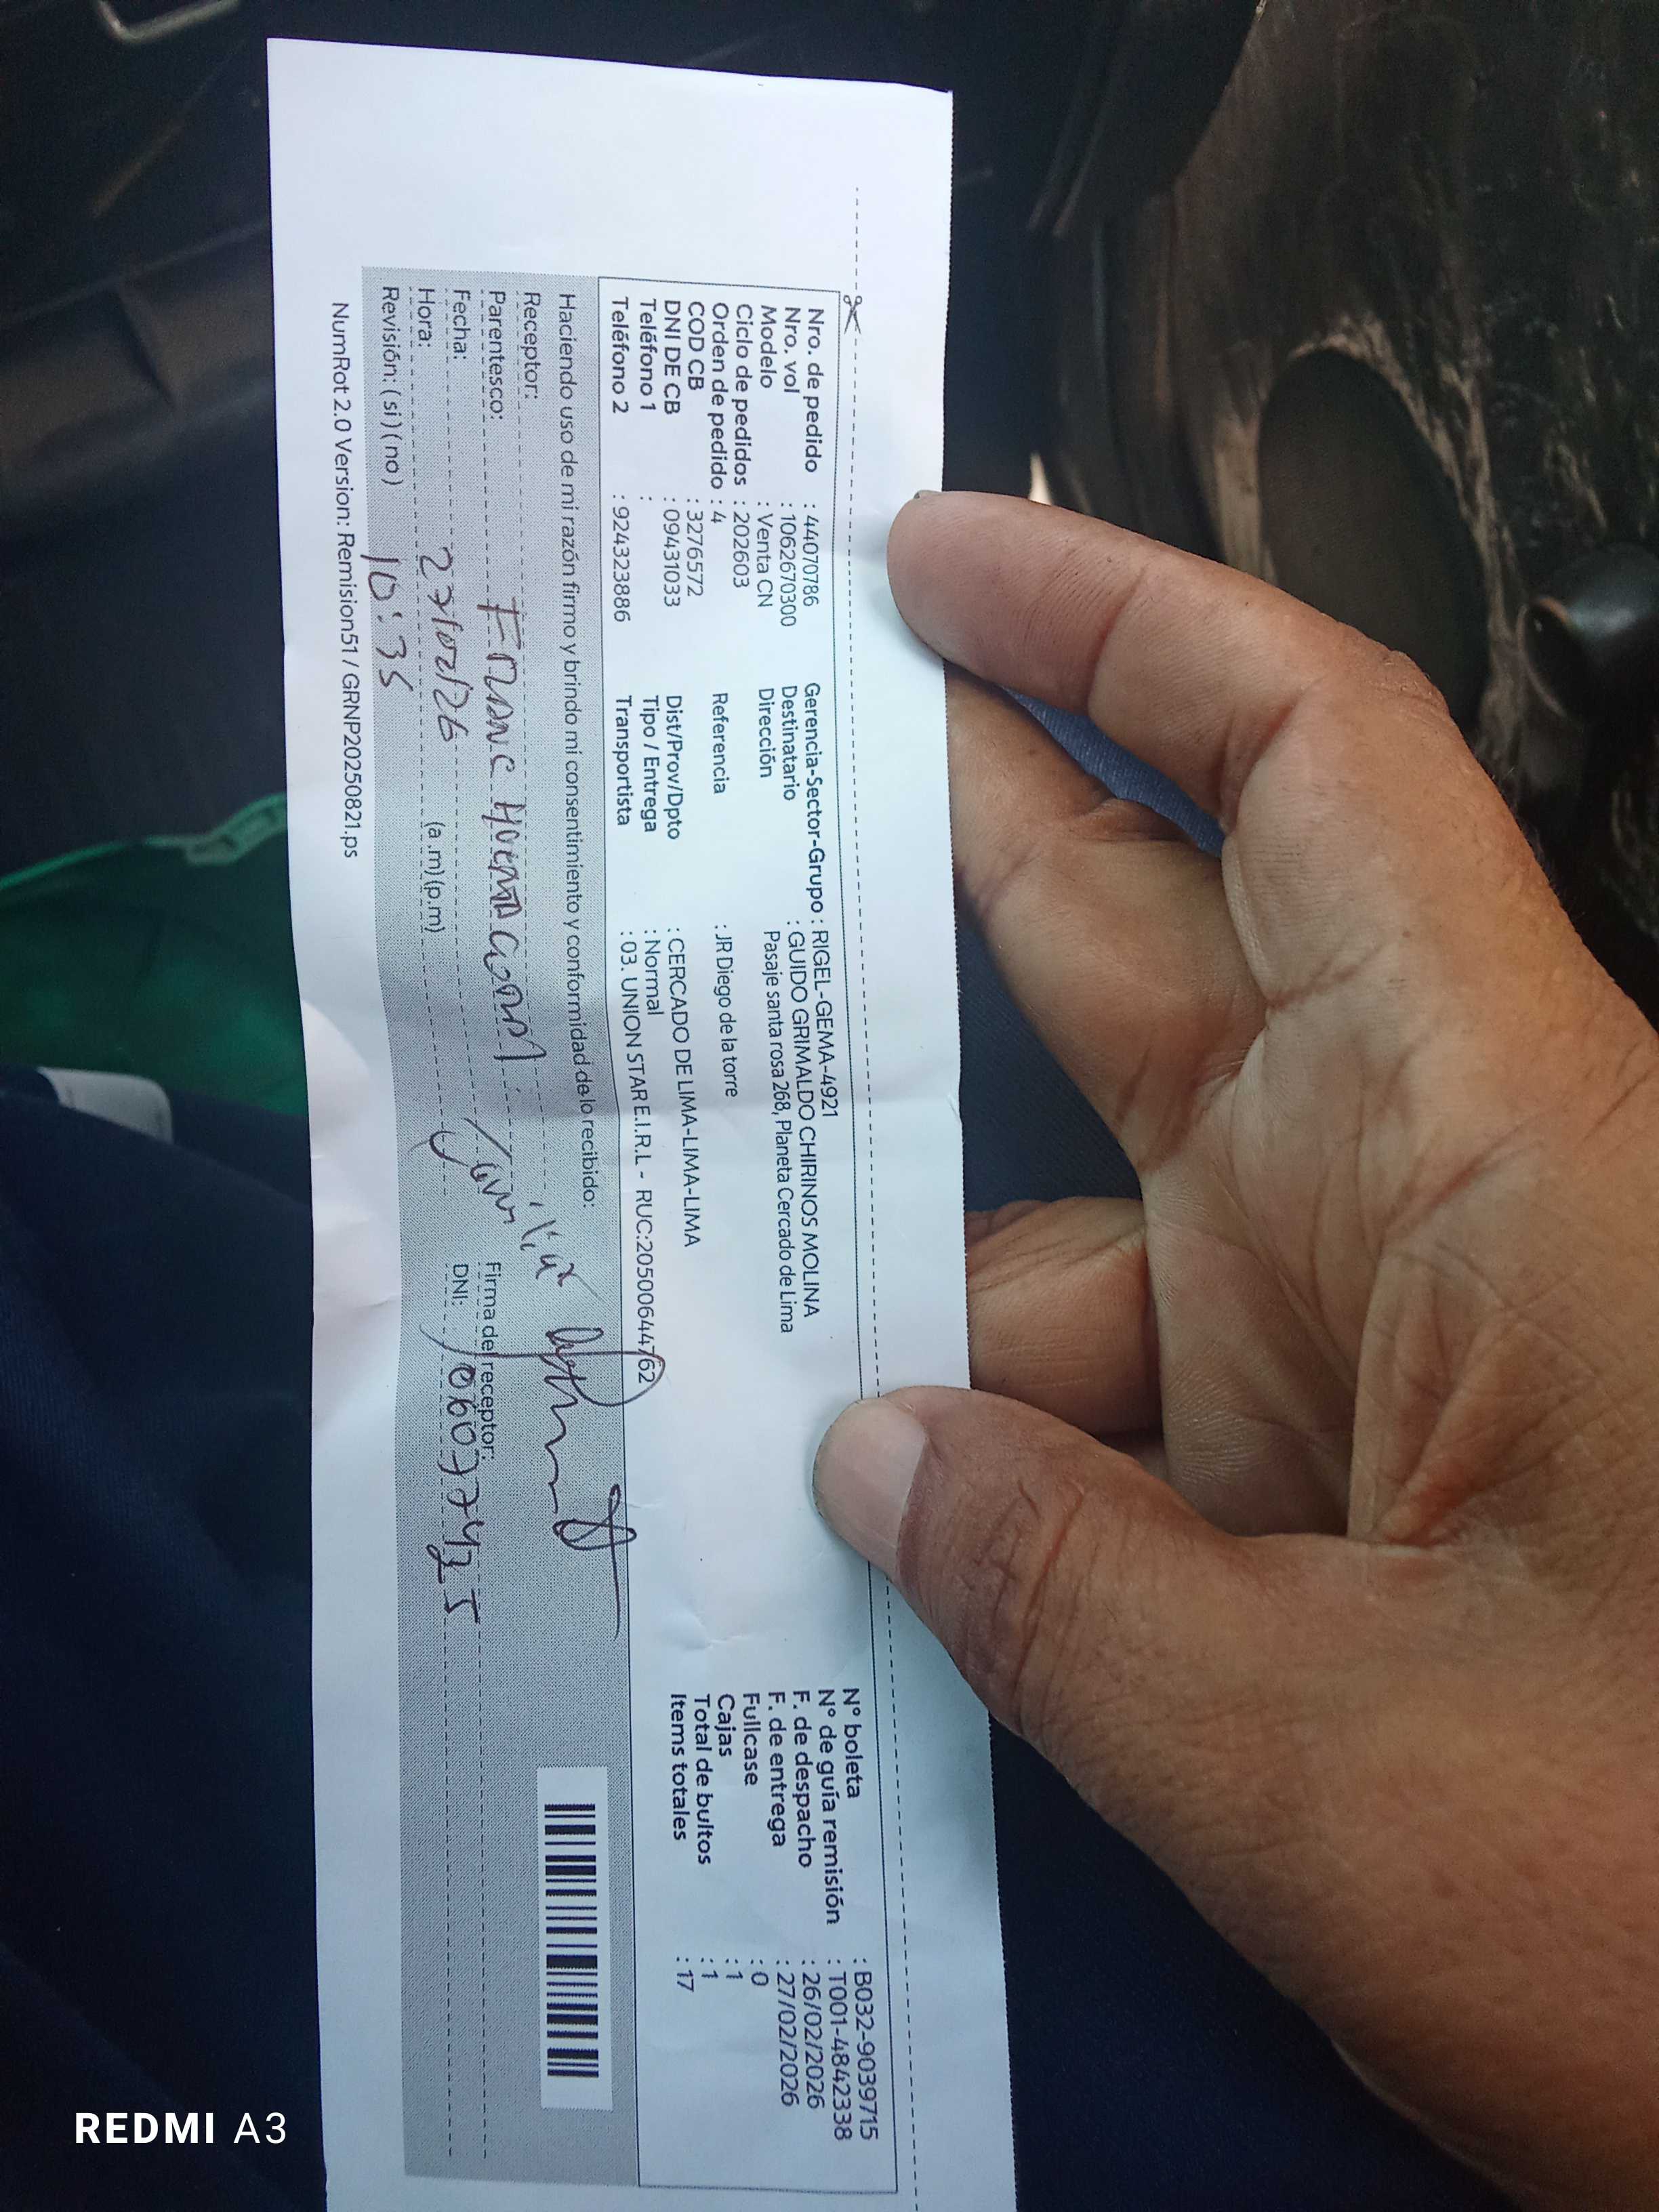 Nro. de pedido : 44070786
Nro. vol : 1062670300
Modelo : Venta CN
Ciclo de pedidos : 202603
Orden de pedido : 4
COD CB : 3276572
DNI DE CB : 09431033
Teléfono 1 :
Teléfono 2 : 924323886
Gerencia-Sector-Grupo : RIGEL-GEMA-4921
Destinatario : GUIDO GRIMALDO CHIRINOS MOLINA
Dirección Pasaje santa rosa 268, Planeta Cercado de Lima
Referencia : JR Diego de la torre
Dist/Prov/Dpto : CERCADO DE LIMA-LIMA-LIMA
Tipo / Entrega : Normal
Transportista : 03. UNION STAR E.I.R.L - RUC:20500644762
N° boleta : B032-9039715
N° de guía remisión : T001-4842338
F. de despacho : 26/02/2026
F. de entrega : 27/02/2026
Fullcase : 0
Cajas : 1
Total de bultos : 1
Items totales : 17
Haciendo uso de mi razón firmo y brindo mi consentimiento y conformidad de lo recibido:
Receptor:
Parentesco:
Fecha: 27/02/26
Hora: 10:35 (a.m) (p.m)
Revisión: (si) (no)
Firma del receptor:
DNI:
NumRot 2.0 Version: Remision51 / GRNP20250821.ps
REDMI A3